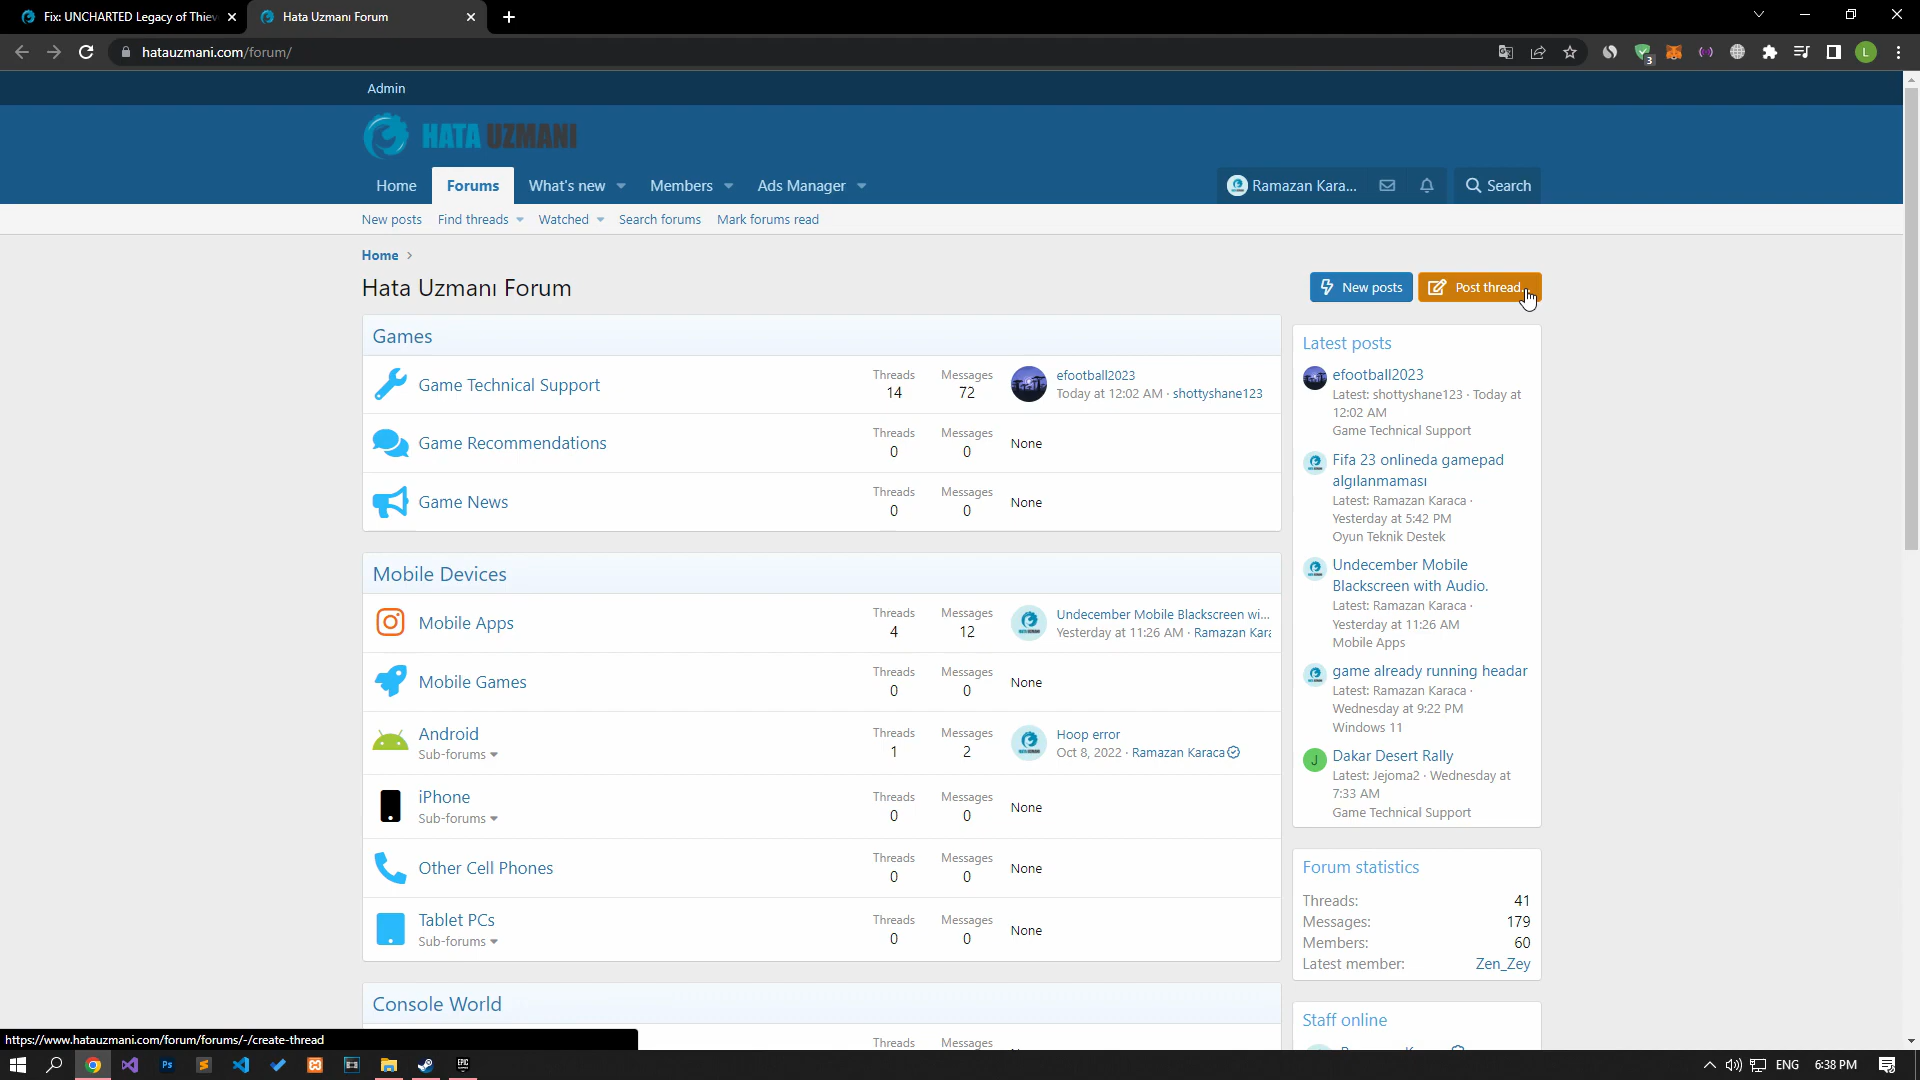 Fix: UNCHARTED Legacy of Thiev
Hata Uzmanı Forum
hatauzmani.com/forum/
3
L
Admin
HATA UZMANI
Home
Forums
What's new
Members
Ads Manager
Ramazan Kara...
Search
New posts
Find threads
Watched
Search forums
Mark forums read
Home
Hata Uzmanı Forum
New posts
Post thread...
Games
Game Technical Support
Threads
14
Messages
72
efootball2023
Today at 12:02 AM · shottyshane123
Game Recommendations
Threads
0
Messages
0
None
Game News
Threads
0
Messages
0
None
Mobile Devices
Mobile Apps
Threads
4
Messages
12
Undecember Mobile Blackscreen wi...
Yesterday at 11:26 AM · Ramazan Kara
Mobile Games
Threads
0
Messages
0
None
Android
Sub-forums
Threads
1
Messages
2
Hoop error
Oct 8, 2022 · Ramazan Karaca
iPhone
Sub-forums
Threads
0
Messages
0
None
Other Cell Phones
Threads
0
Messages
0
None
Tablet PCs
Sub-forums
Threads
0
Messages
0
None
Console World
Threads
Messages
Latest posts
efootball2023
Latest: shottyshane123 · Today at
12:02 AM
Game Technical Support
Fifa 23 onlineda gamepad
algılanmaması
Latest: Ramazan Karaca ·
Yesterday at 5:42 PM
Oyun Teknik Destek
Undecember Mobile
Blackscreen with Audio.
Latest: Ramazan Karaca ·
Yesterday at 11:26 AM
Mobile Apps
game already running headar
Latest: Ramazan Karaca ·
Wednesday at 9:22 PM
Windows 11
J
Dakar Desert Rally
Latest: Jejoma2 · Wednesday at
7:33 AM
Game Technical Support
Forum statistics
Threads: 41
Messages: 179
Members: 60
Latest member: Zen_Zey
Staff online
https://www.hatauzmani.com/forum/forums/-/create-thread
Ps
EPIC
ENG
6:38 PM